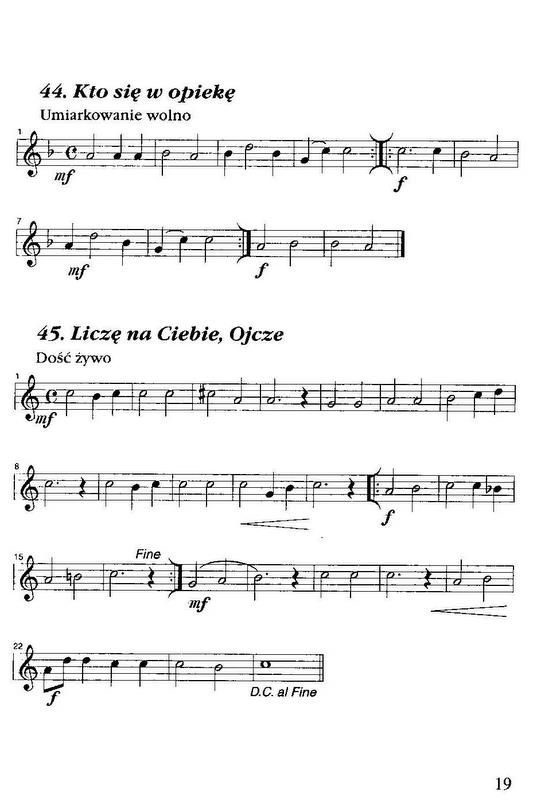 44. Kto się w opiekę
Umiarkowanie wolno
1
mf
f
7
mf
f
45. Liczę na Ciebie, Ojcze
Dość żywo
1
mf
8
f
15
Fine
mf
22
f
D.C. al Fine
19